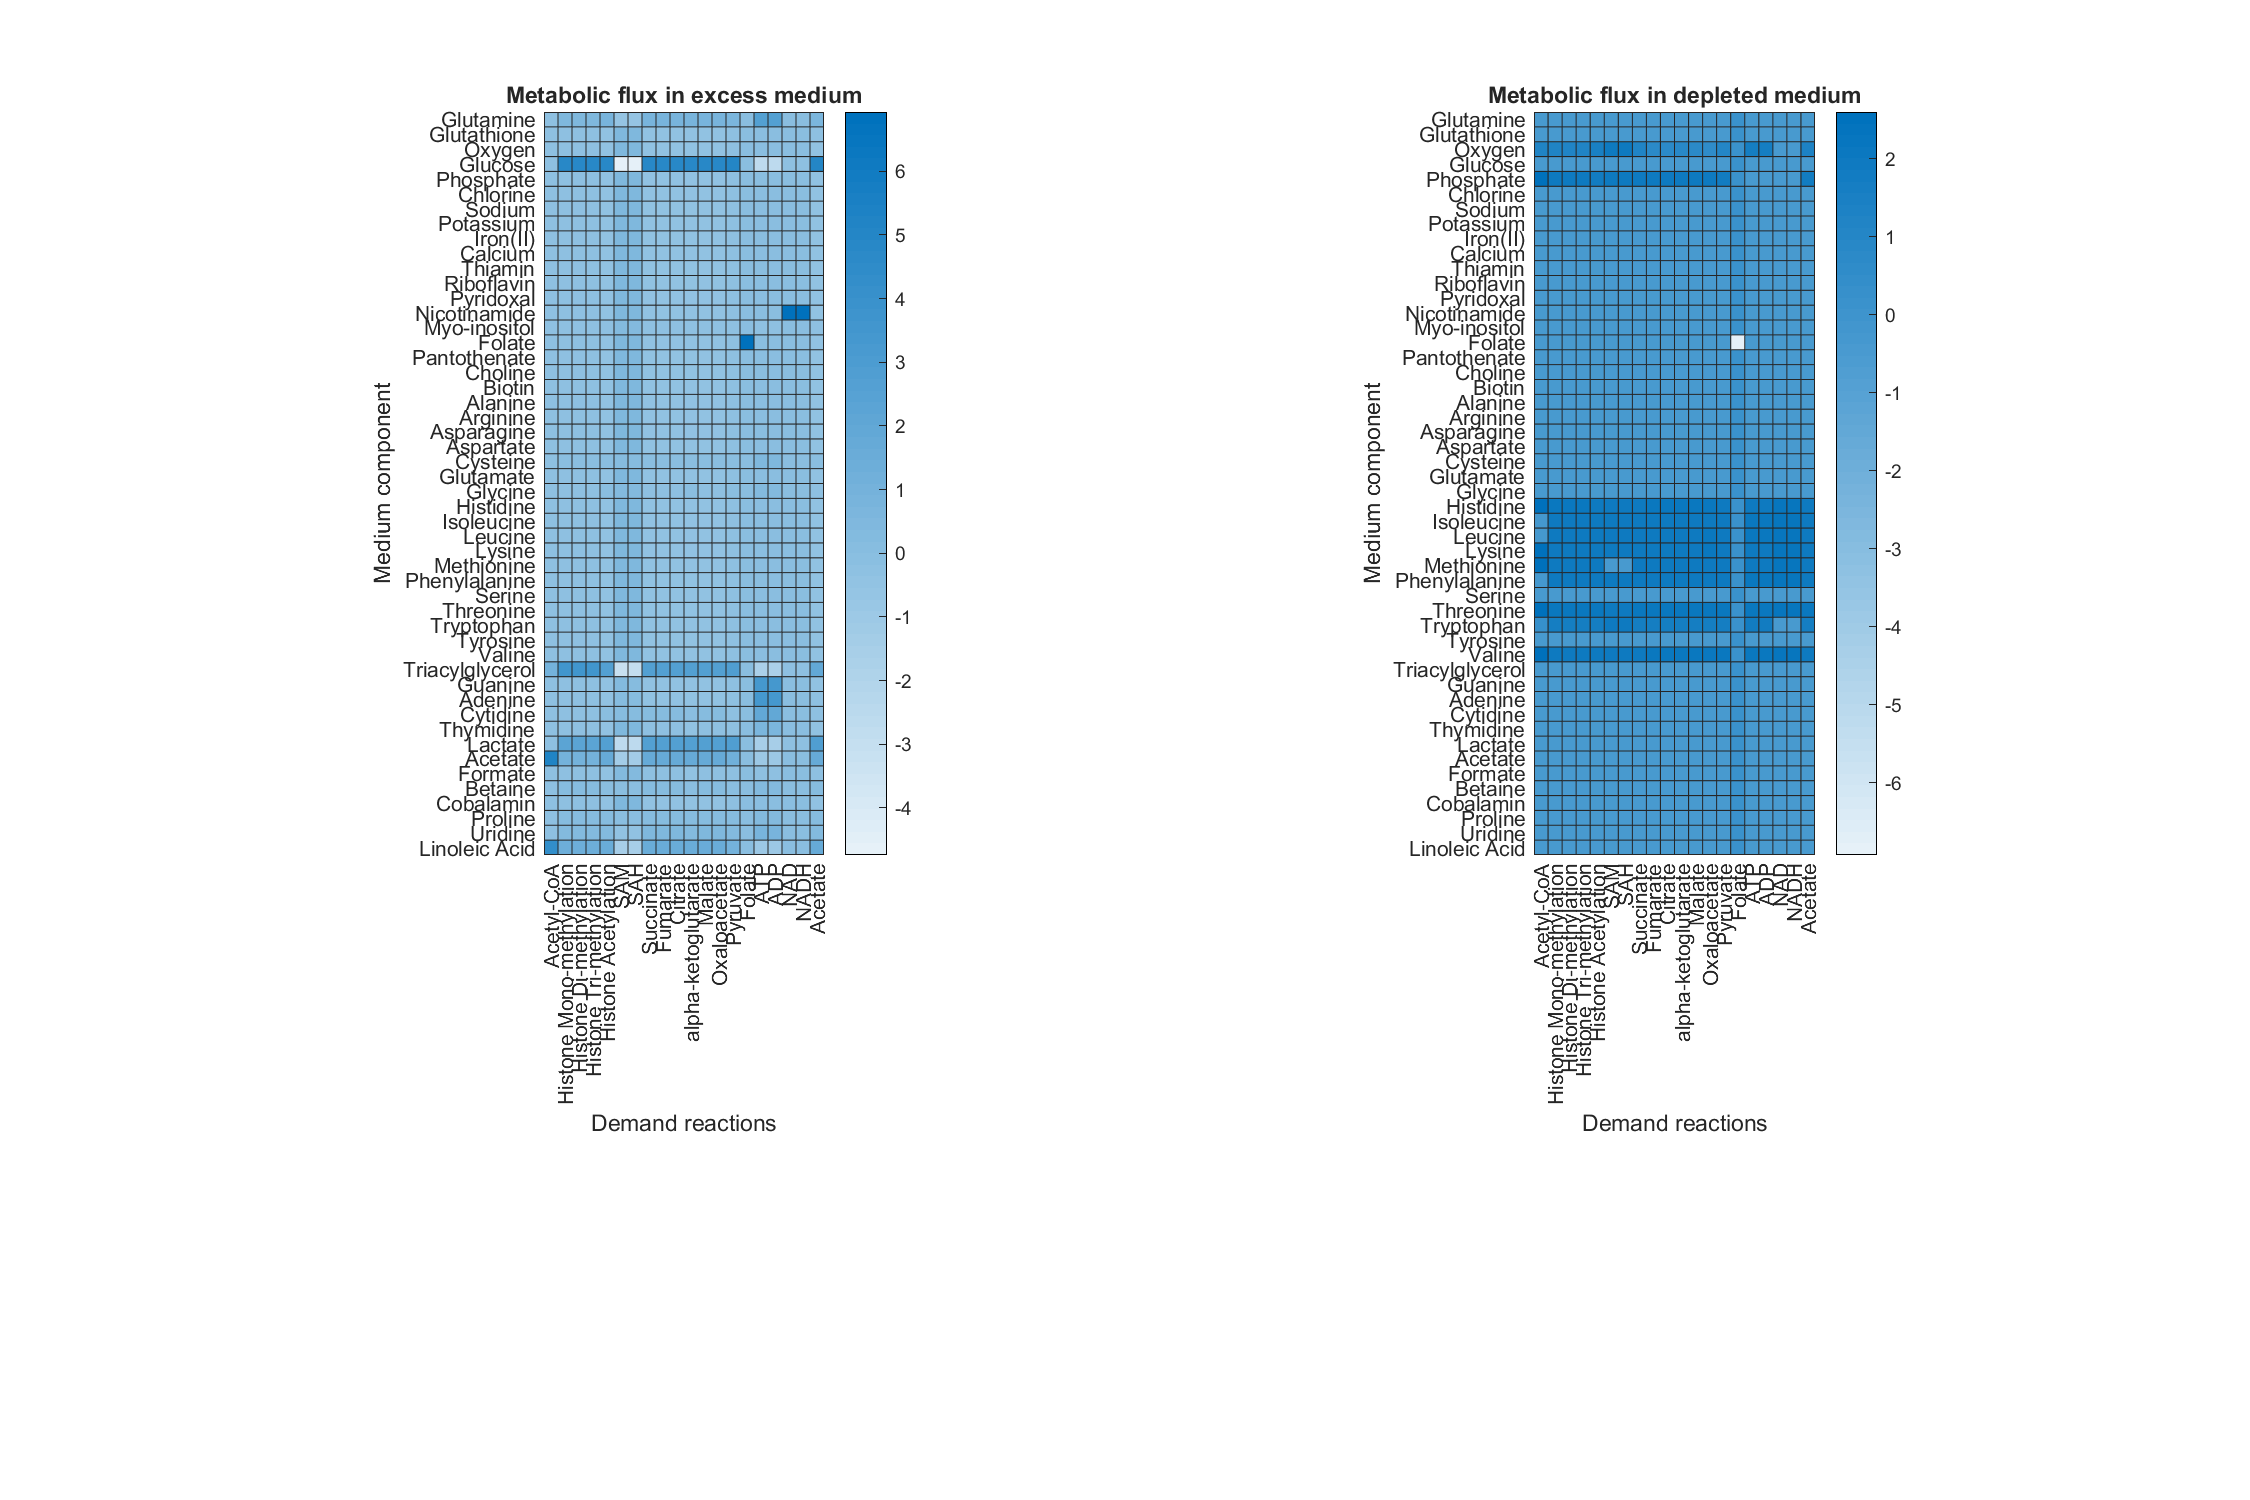 Metabolic flux in excess medium
Medium component
Glutamine
Glutathione
Oxygen
Glucose
Phosphate
Chlorine
Sodium
Potassium
Iron(II)
Calcium
Thiamin
Riboflavin
Pyridoxal
Nicotinamide
Myo-inositol
Folate
Pantothenate
Choline
Biotin
Alanine
Arginine
Asparagine
Aspartate
Cysteine
Glutamate
Glycine
Histidine
Isoleucine
Leucine
Lysine
Methionine
Phenylalanine
Serine
Threonine
Tryptophan
Tyrosine
Valine
Triacylglycerol
Guanine
Adenine
Cytidine
Thymidine
Lactate
Acetate
Formate
Betaine
Cobalamin
Proline
Uridine
Linoleic Acid
6
5
4
3
2
1
0
-1
-2
-3
-4
Acetyl-CoA
Histone Mono-methylation
Histone Di-methylation
Histone Tri-methylation
Histone Acetylation
SAM
SAH
Succinate
Fumarate
Citrate
alpha-ketoglutarate
Malate
Oxaloacetate
Pyruvate
Folate
ATP
ADP
NAD
NADH
Acetate
Demand reactions
Metabolic flux in depleted medium
Medium component
Glutamine
Glutathione
Oxygen
Glucose
Phosphate
Chlorine
Sodium
Potassium
Iron(II)
Calcium
Thiamin
Riboflavin
Pyridoxal
Nicotinamide
Myo-inositol
Folate
Pantothenate
Choline
Biotin
Alanine
Arginine
Asparagine
Aspartate
Cysteine
Glutamate
Glycine
Histidine
Isoleucine
Leucine
Lysine
Methionine
Phenylalanine
Serine
Threonine
Tryptophan
Tyrosine
Valine
Triacylglycerol
Guanine
Adenine
Cytidine
Thymidine
Lactate
Acetate
Formate
Betaine
Cobalamin
Proline
Uridine
Linoleic Acid
2
1
0
-1
-2
-3
-4
-5
-6
Acetyl-CoA
Histone Mono-methylation
Histone Di-methylation
Histone Tri-methylation
Histone Acetylation
SAM
SAH
Succinate
Fumarate
Citrate
alpha-ketoglutarate
Malate
Oxaloacetate
Pyruvate
Folate
ATP
ADP
NAD
NADH
Acetate
Demand reactions